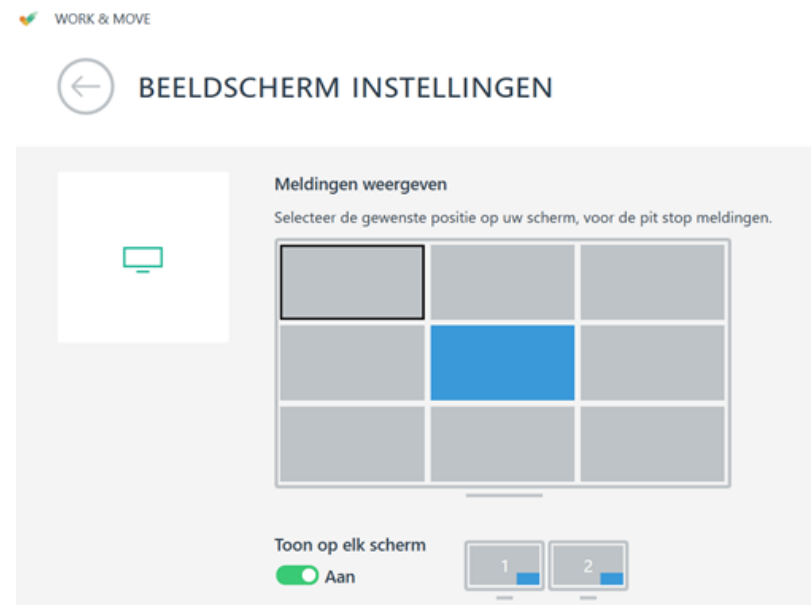 WORK & MOVE
BEELDSCHERM INSTELLINGEN
Meldingen weergeven
Selecteer de gewenste positie op uw scherm, voor de pit stop meldingen.
Toon op elk scherm
Aan
1 2